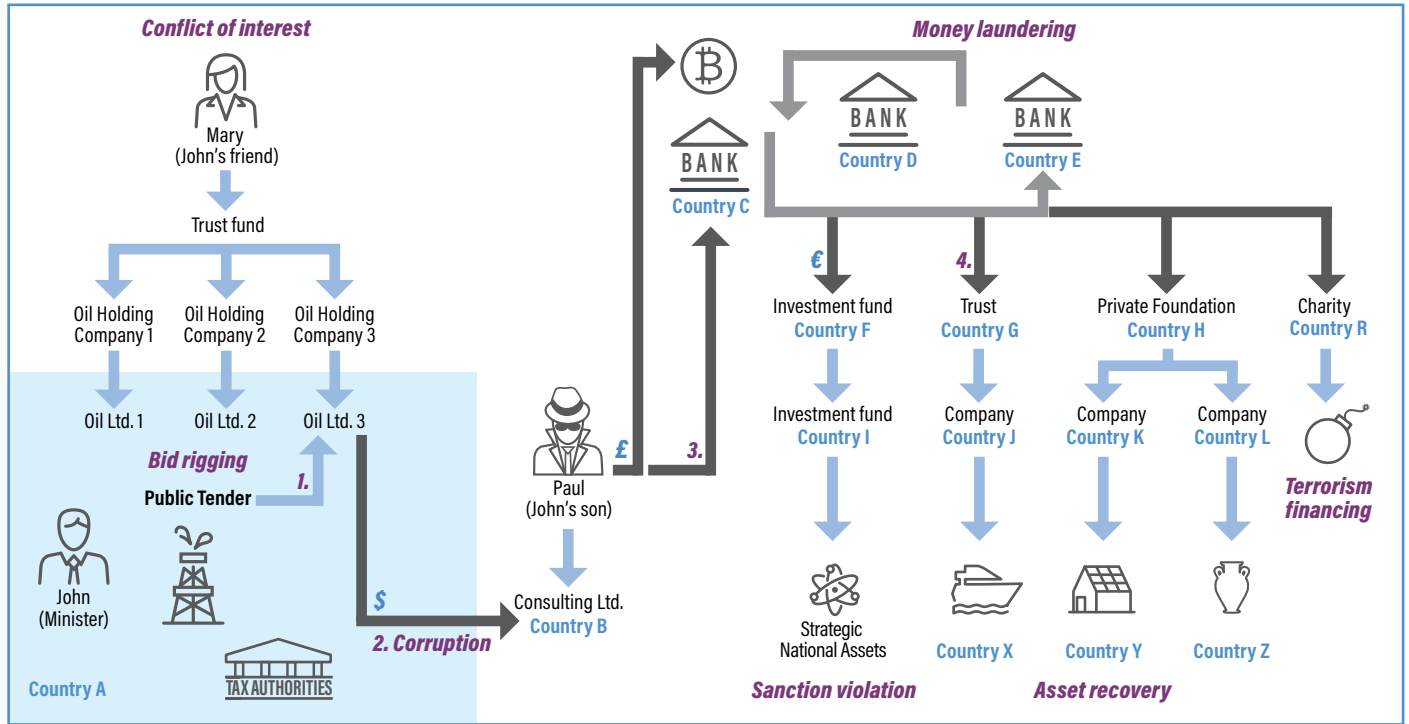 Conflict of interest
Mary
(John's friend)
Trust fund
Oil Holding
Company 1
Oil Holding
Company 2
Oil Holding
Company 3
Oil Ltd. 1
Oil Ltd. 2
Oil Ltd. 3
Bid rigging
1.
Public Tender
John
(Minister)
TAX AUTHORITIES
Country A
$
2. Corruption
Paul
(John's son)
Consulting Ltd.
Country B
£
3.
Money laundering
BANK
Country C
BANK
Country D
BANK
Country E
€
4.
Investment fund
Country F
Trust
Country G
Private Foundation
Country H
Charity
Country R
Investment fund
Country I
Company
Country J
Company
Country K
Company
Country L
Terrorism
financing
Strategic
National Assets
Country X
Country Y
Country Z
Sanction violation
Asset recovery